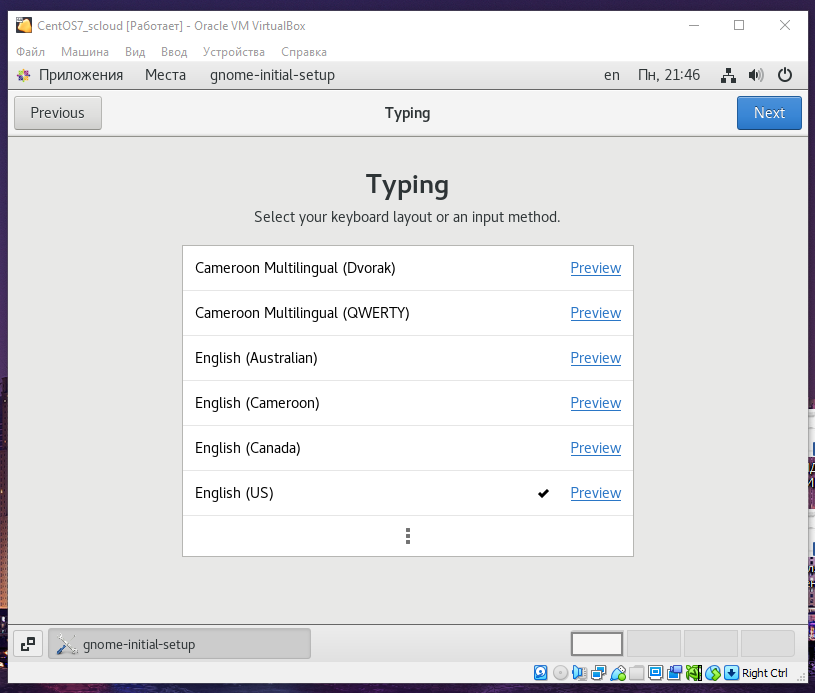 CentOS7_scloud [Работает] - Oracle VM VirtualBox
Файл Машина Вид Ввод Устройства Справка
Приложения Места gnome-initial-setup en Пн, 21:46
Previous Typing Next
Typing
Select your keyboard layout or an input method.
Cameroon Multilingual (Dvorak) Preview
Cameroon Multilingual (QWERTY) Preview
English (Australian) Preview
English (Cameroon) Preview
English (Canada) Preview
English (US) Preview
gnome-initial-setup
Right Ctrl